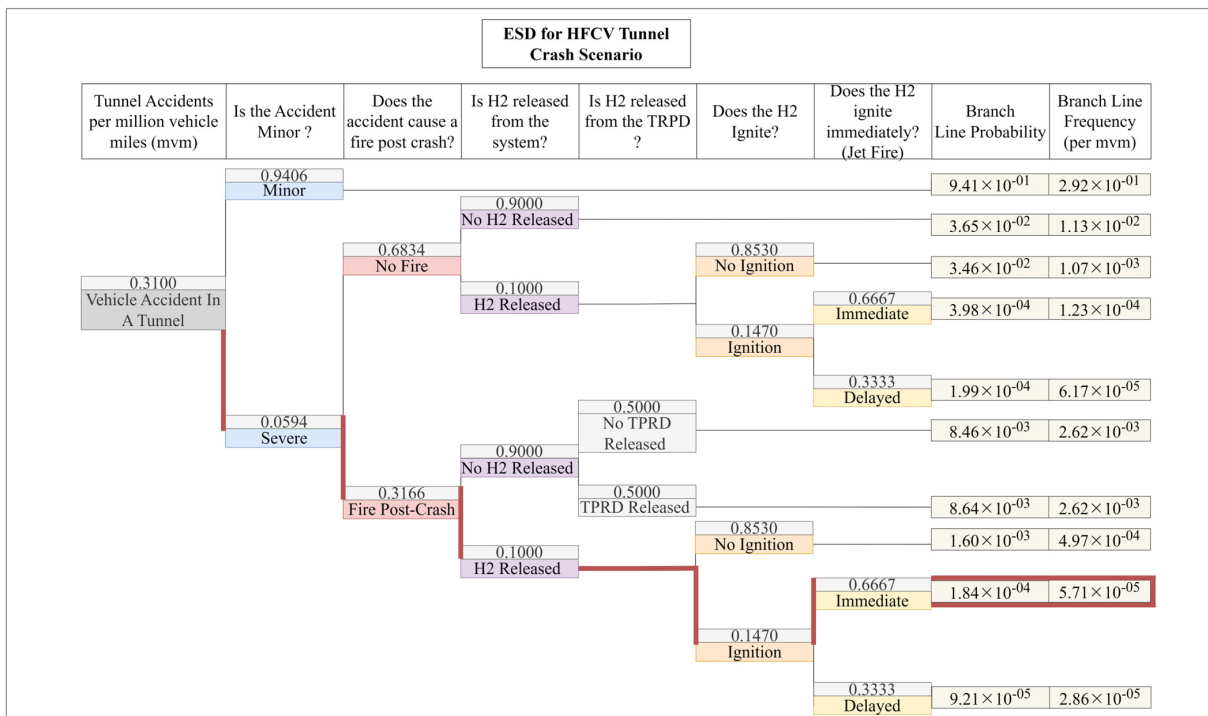 ESD for HFCV Tunnel
Crash Scenario
Tunnel Accidents
per million vehicle
miles (mvm)
Is the Accident
Minor ?
Does the
accident cause a
fire post crash?
Is H2 released
from the
system?
Is H2 released
from the TRPD
?
Does the H2
Ignite?
Does the H2
ignite
immediately?
(Jet Fire)
Branch
Line Probability
Branch Line
Frequency
(per mvm)
0.9406
Minor
9.41×10⁻⁰¹
2.92×10⁻⁰¹
0.9000
No H2 Released
3.65×10⁻⁰²
1.13×10⁻⁰²
0.6834
No Fire
0.8530
No Ignition
3.46×10⁻⁰²
1.07×10⁻⁰³
0.3100
Vehicle Accident In
A Tunnel
0.1000
H2 Released
0.6667
Immediate
3.98×10⁻⁰⁴
1.23×10⁻⁰⁴
0.1470
Ignition
0.3333
Delayed
1.99×10⁻⁰⁴
6.17×10⁻⁰⁵
0.0594
Severe
0.5000
No TPRD
Released
8.46×10⁻⁰³
2.62×10⁻⁰³
0.9000
No H2 Released
0.3166
Fire Post-Crash
0.5000
TPRD Released
8.64×10⁻⁰³
2.62×10⁻⁰³
0.8530
No Ignition
1.60×10⁻⁰³
4.97×10⁻⁰⁴
0.1000
H2 Released
0.6667
Immediate
1.84×10⁻⁰⁴
5.71×10⁻⁰⁵
0.1470
Ignition
0.3333
Delayed
9.21×10⁻⁰⁵
2.86×10⁻⁰⁵